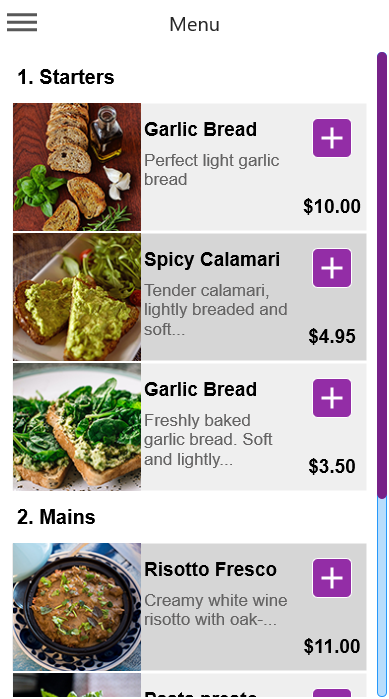 Menu
1. Starters
Garlic Bread
Perfect light garlic
bread
$10.00
Spicy Calamari
Tender calamari,
lightly breaded and
soft...
$4.95
Garlic Bread
Freshly baked
garlic bread. Soft
and lightly...
$3.50
2. Mains
Risotto Fresco
Creamy white wine
risotto with oak-...
$11.00